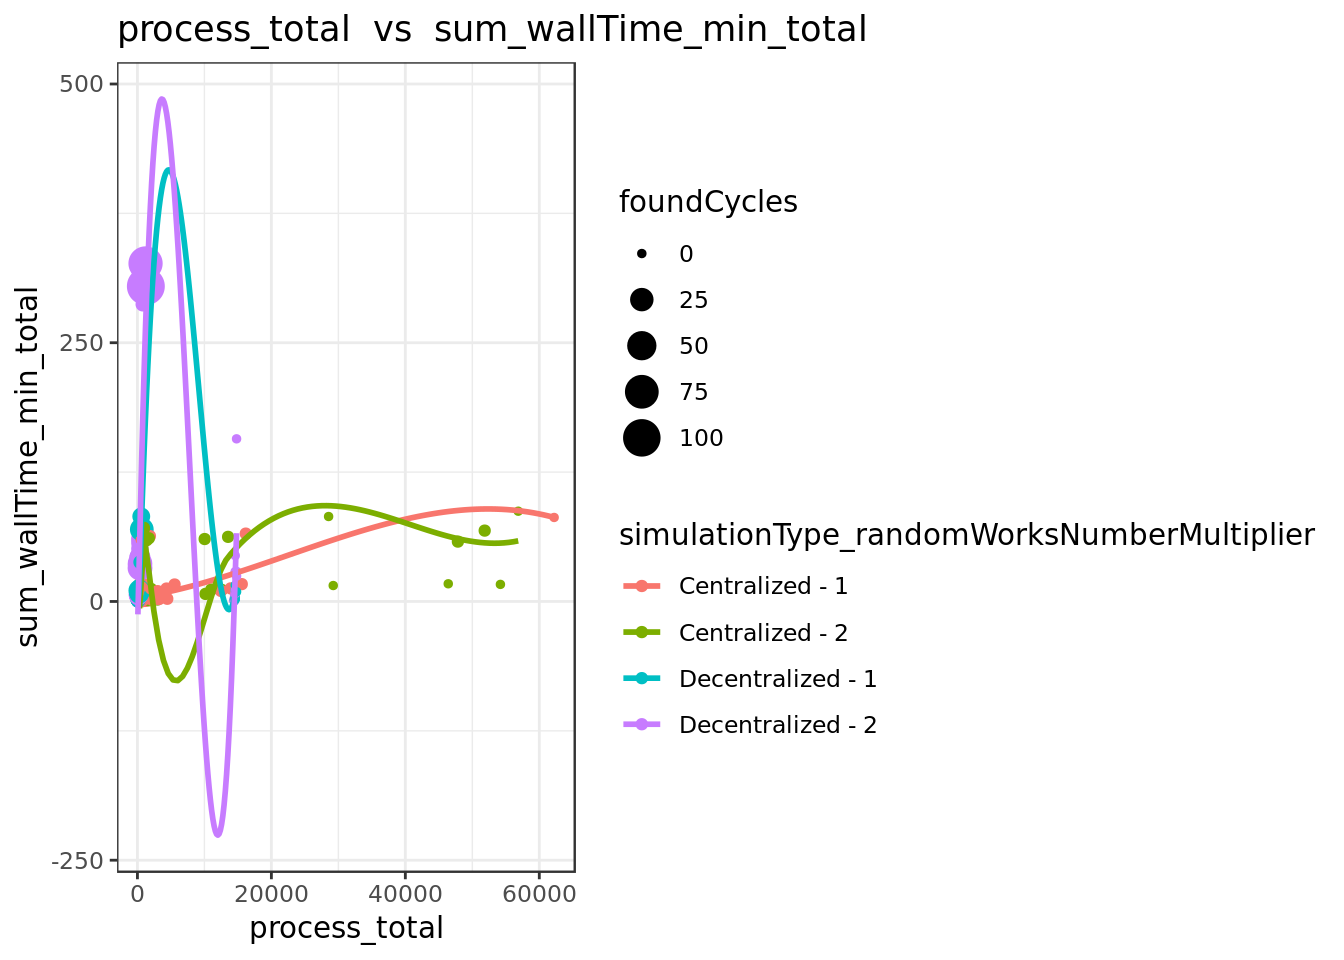 process_total vs sum_wallTime_min_total
sum_wallTime_min_total
500
250
0
-250
0
20000
40000
60000
process_total
foundCycles
0
25
50
75
100
simulationType_randomWorksNumberMultiplier
Centralized - 1
Centralized - 2
Decentralized - 1
Decentralized - 2